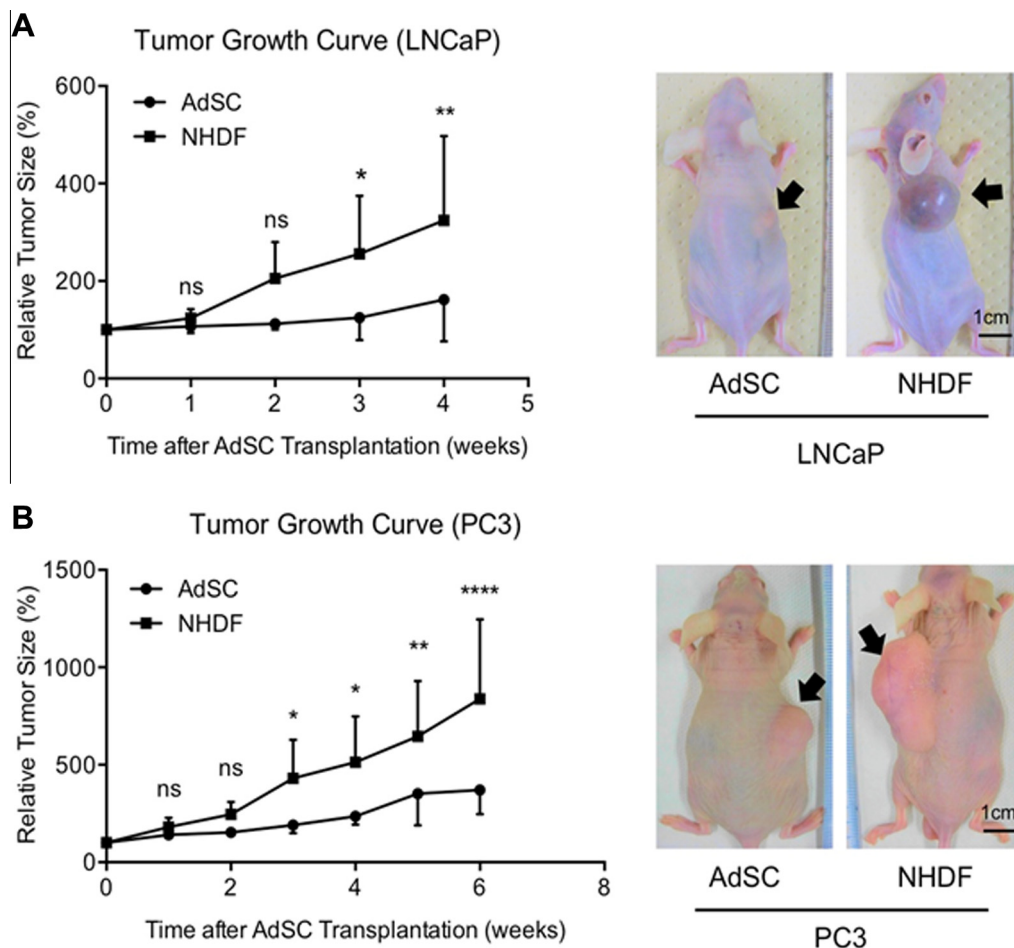 A
Tumor Growth Curve (LNCaP)
Relative Tumor Size (%)
600
400
200
0
AdSC
NHDF
ns
ns
*
**
0 1 2 3 4 5
Time after AdSC Transplantation (weeks)
1cm
AdSC NHDF
LNCaP
B
Tumor Growth Curve (PC3)
Relative Tumor Size (%)
1500
1000
500
0
AdSC
NHDF
ns
ns
*
*
**
****
0 2 4 6 8
Time after AdSC Transplantation (weeks)
1cm
AdSC NHDF
PC3